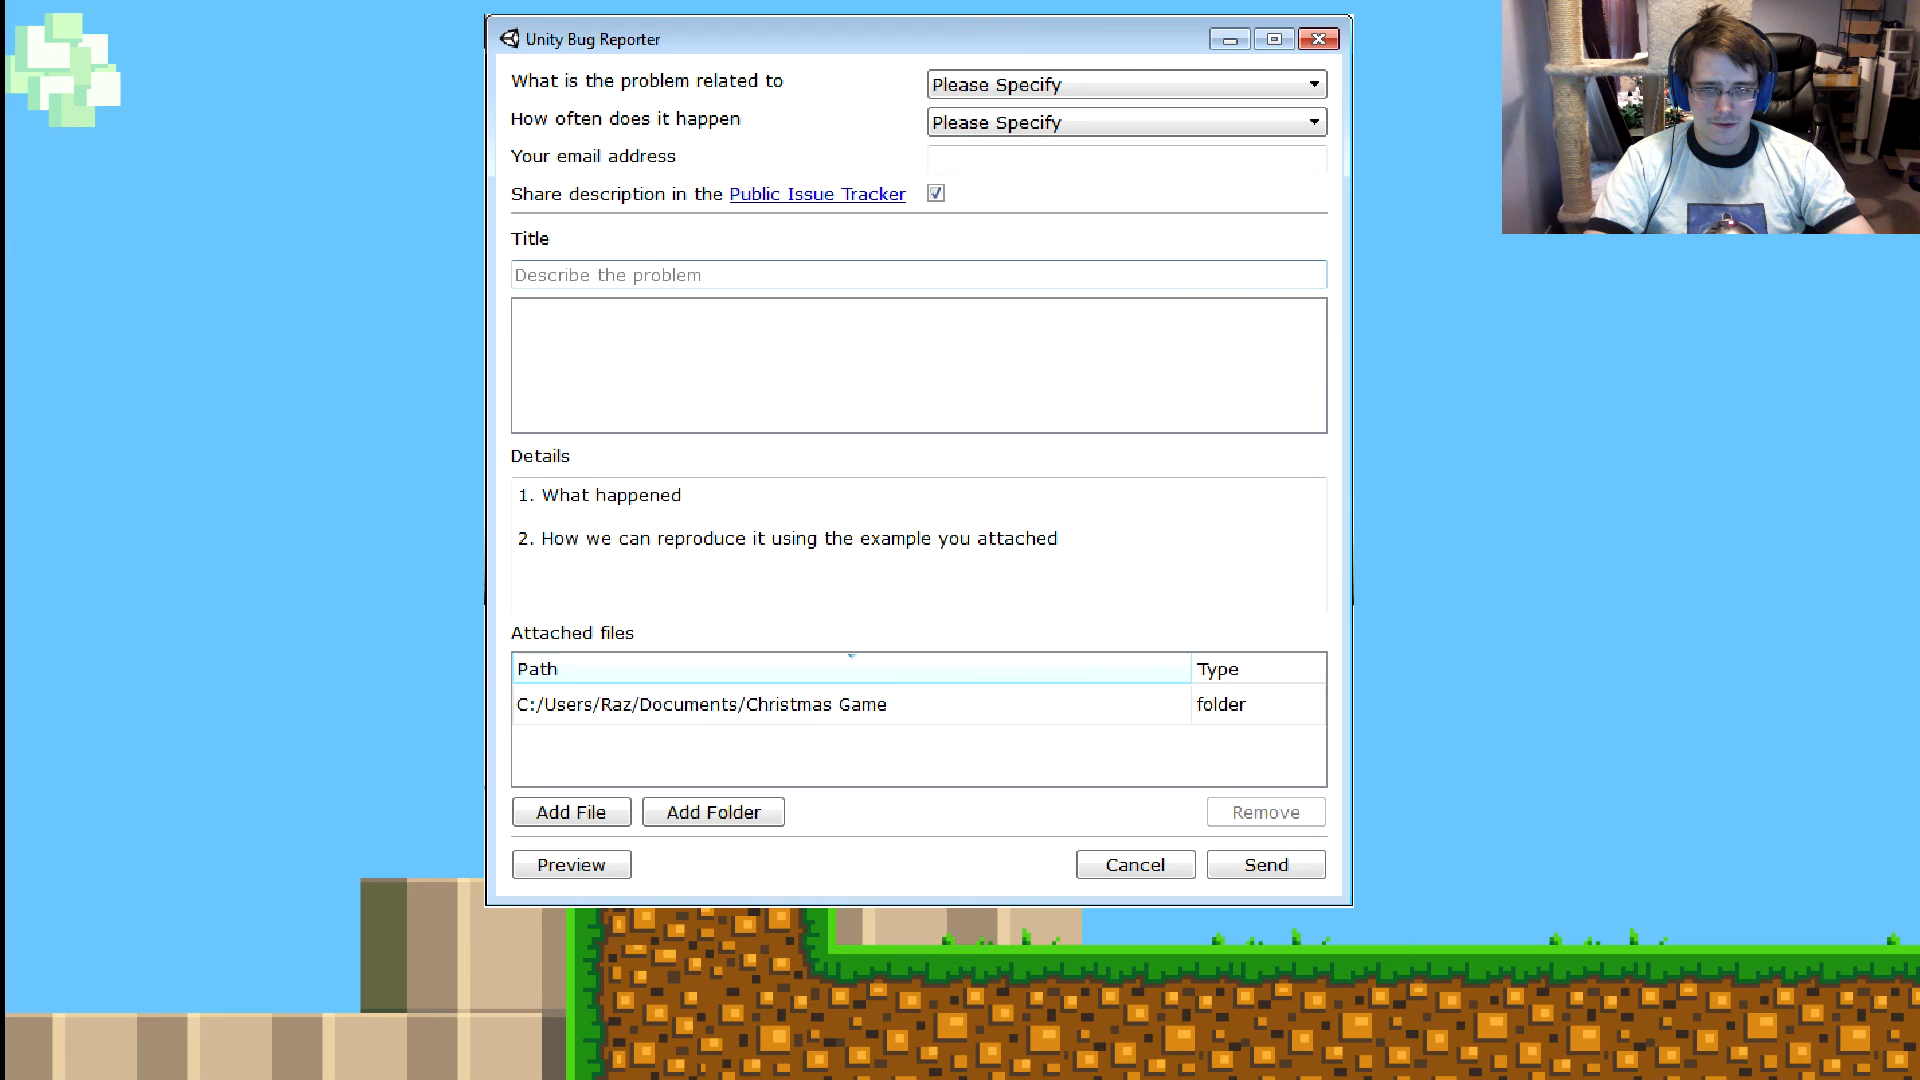 Unity Bug Reporter
What is the problem related to
Please Specify
How often does it happen
Please Specify
Your email address
Share description in the Public Issue Tracker
Title
Describe the problem
Details
1. What happened
2. How we can reproduce it using the example you attached
Attached files
Path Type
C:/Users/Raz/Documents/Christmas Game folder
Add File Add Folder Remove
Preview Cancel Send